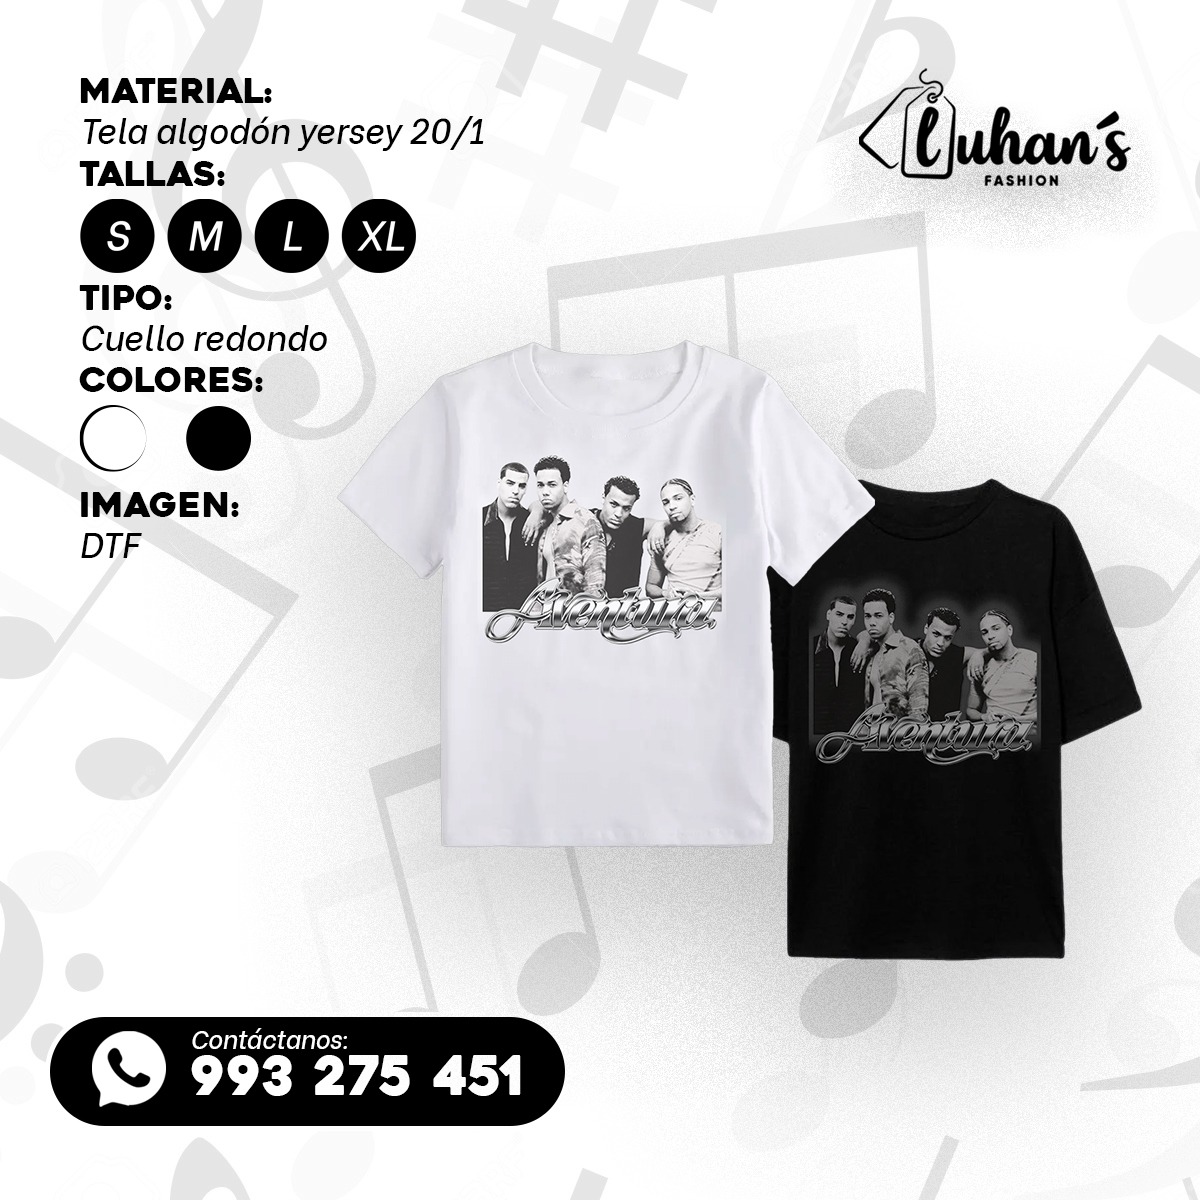 MATERIAL:
Tela algodón yersey 20/1
TALLAS:
S M L XL
TIPO:
Cuello redondo
COLORES:
IMAGEN:
DTF
Luhan´s
FASHION
Aventura
Aventura
Contáctanos:
993 275 451